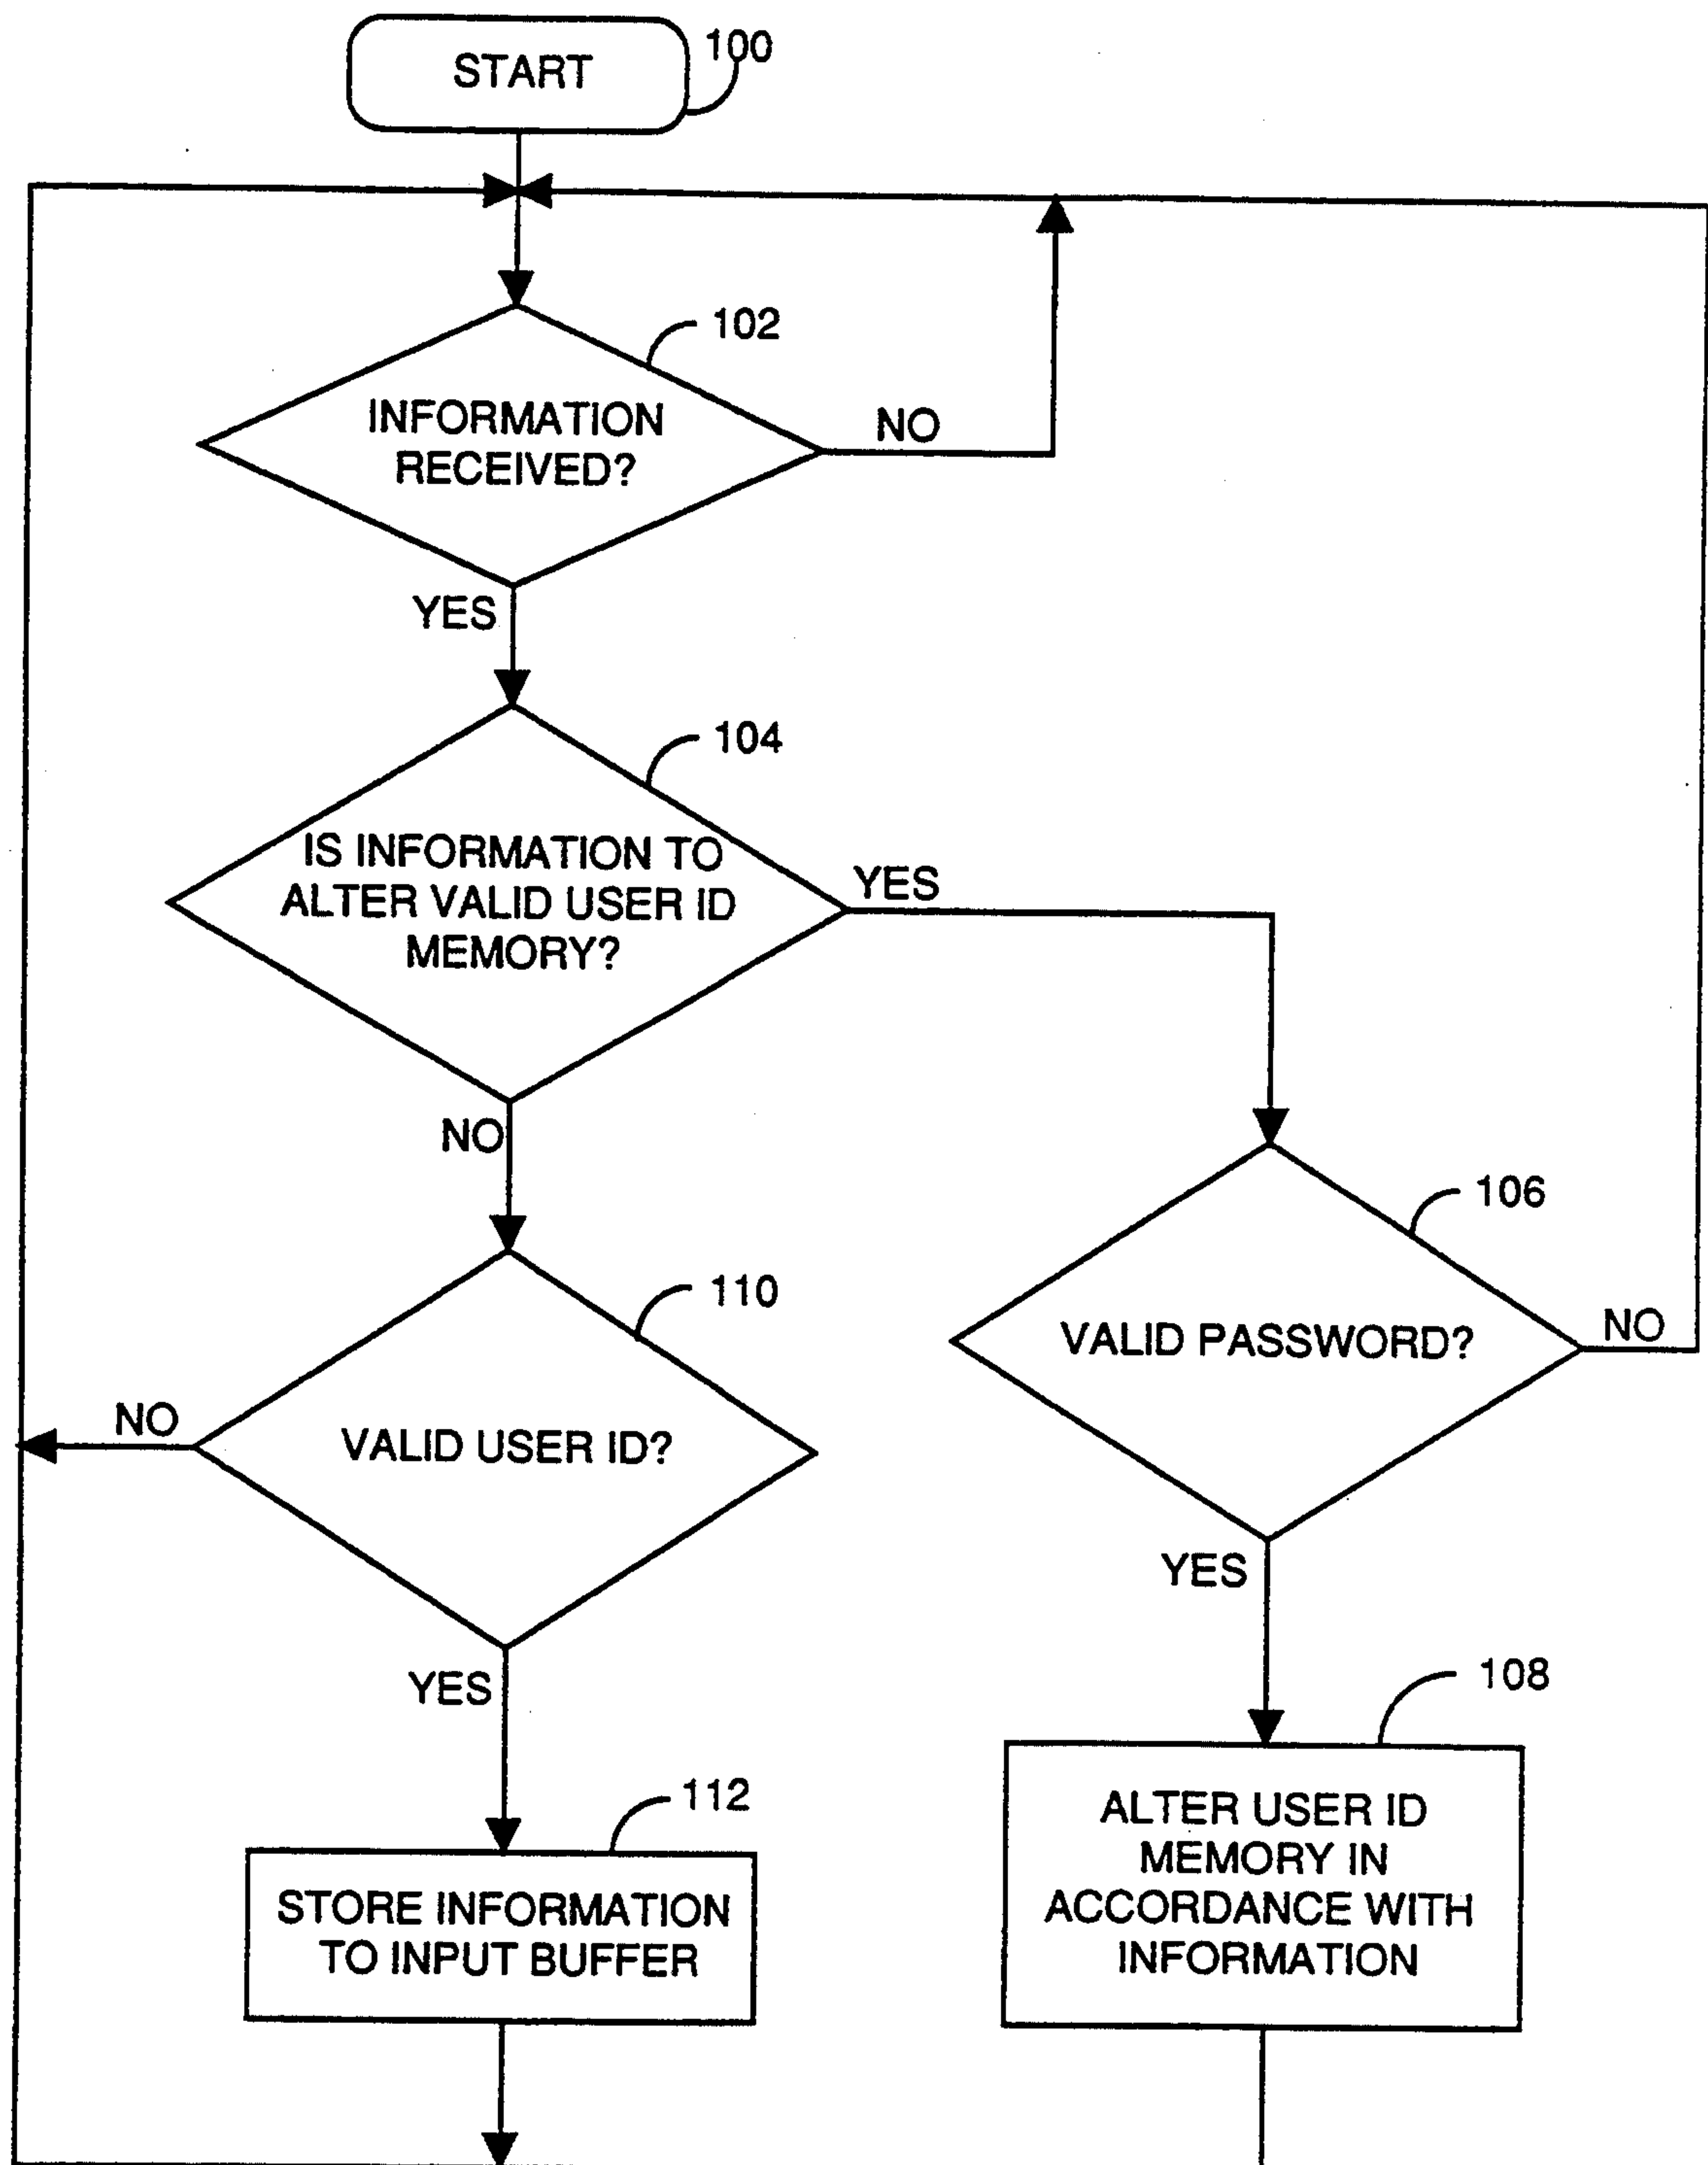 START
100
102
INFORMATION
RECEIVED?
NO
YES
104
IS INFORMATION TO
ALTER VALID USER ID
MEMORY?
YES
NO
106
VALID PASSWORD?
NO
YES
110
VALID USER ID?
NO
YES
108
ALTER USER ID
MEMORY IN
ACCORDANCE WITH
INFORMATION
112
STORE INFORMATION
TO INPUT BUFFER